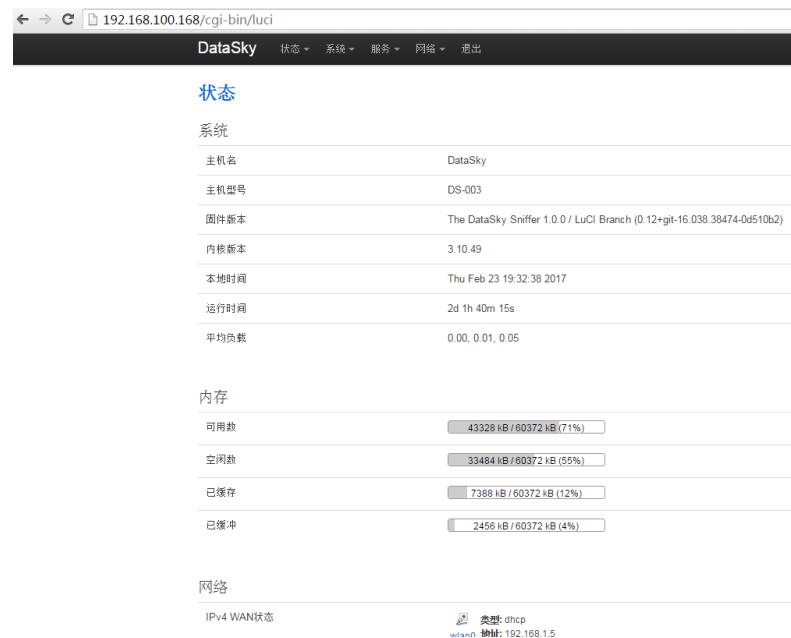 192.168.100.168/cgi-bin/luci
DataSky 状态 系统 服务 网络 退出
状态
系统
主机名 DataSky
主机型号 DS-003
固件版本 The DataSky Sniffer 1.0.0 / LuCI Branch (0.12+git-16.038.38474-0d510b2)
内核版本 3.10.49
本地时间 Thu Feb 23 19:32:38 2017
运行时间 2d 1h 40m 15s
平均负载 0.00, 0.01, 0.05
内存
可用数 43328 kB / 60372 kB (71%)
空闲数 33484 kB / 60372 kB (55%)
已缓存 7388 kB / 60372 kB (12%)
已缓冲 2456 kB / 60372 kB (4%)
网络
IPv4 WAN状态 类型: dhcp
wlan0 地址: 192.168.1.5